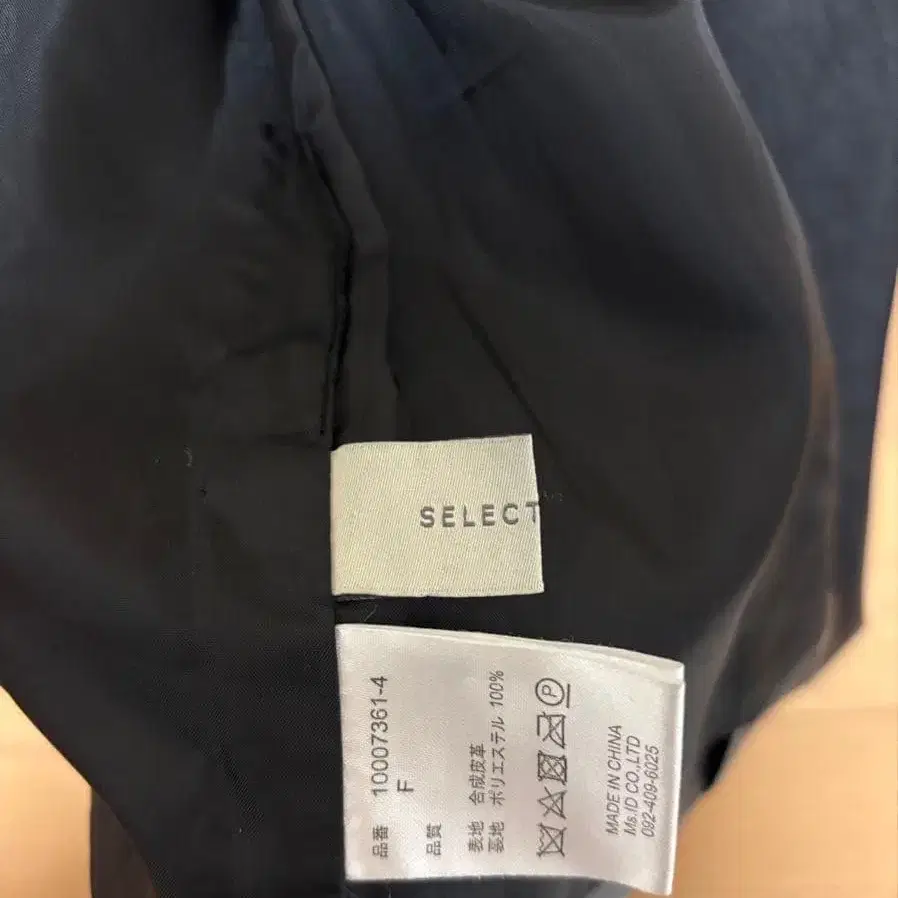 SELECT
品番 10007361-4
F
品質
表地 合成皮革
裏地 ポリエステル 100%
P
MADE IN CHINA
Ms.ID CO.,LTD
092-409-6025